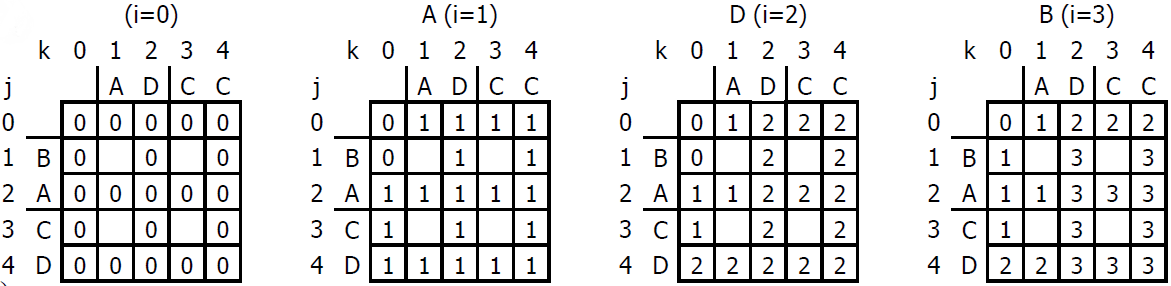 (i=0) A (i=1) D (i=2) B (i=3)
k 0 1 2 3 4 k 0 1 2 3 4 k 0 1 2 3 4 k 0 1 2 3 4
j A D C C j A D C C j A D C C j A D C C
0 0 0 0 0 0 0 0 1 1 1 1 0 0 1 2 2 2 0 0 1 2 2 2
1 B 0 0 0 1 B 0 1 1 1 B 0 2 2 1 B 1 3 3
2 A 0 0 0 0 0 2 A 1 1 1 1 1 2 A 1 1 2 2 2 2 A 1 1 3 3 3
3 C 0 0 0 3 C 1 1 1 3 C 1 2 2 3 C 1 3 3
4 D 0 0 0 0 0 4 D 1 1 1 1 1 4 D 2 2 2 2 2 4 D 2 2 3 3 3